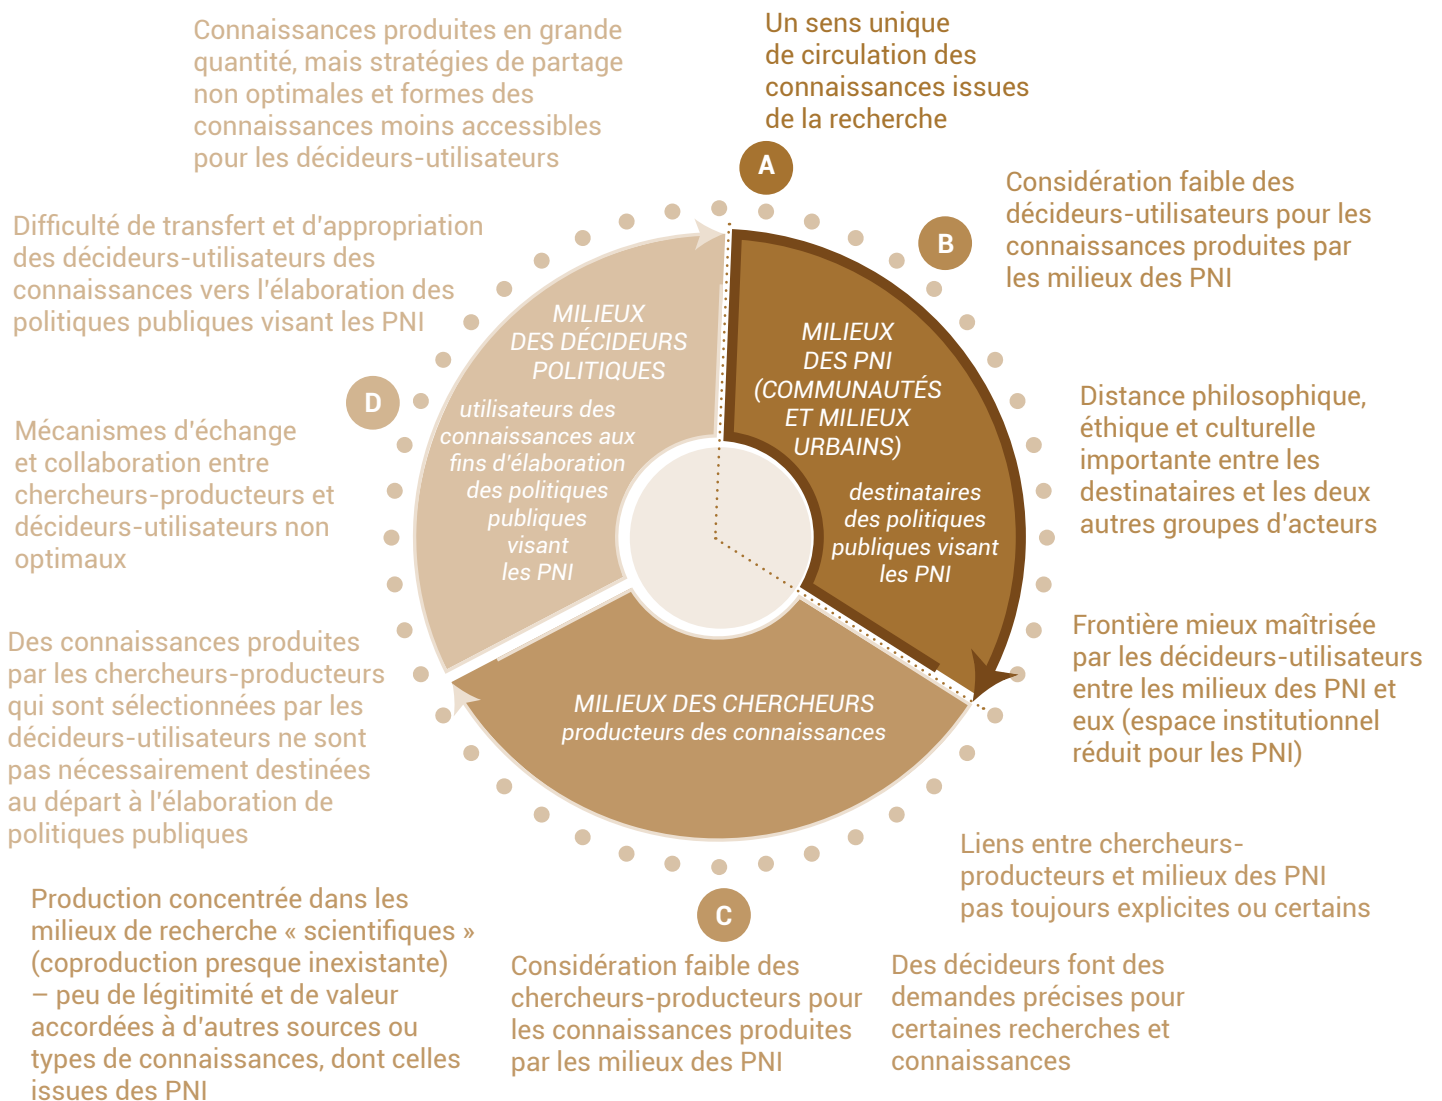 Connaissances produites en grande
quantité, mais stratégies de partage
non optimales et formes des
connaissances moins accessibles
pour les décideurs-utilisateurs
Un sens unique
de circulation des
connaissances issues
de la recherche
A
Considération faible des
décideurs-utilisateurs pour les
connaissances produites par
les milieux des PNI
B
Difficulté de transfert et d'appropriation
des décideurs-utilisateurs des
connaissances vers l'élaboration des
politiques publiques visant les PNI
MILIEUX
DES DÉCIDEURS
POLITIQUES
utilisateurs des
connaissances aux
fins d'élaboration
des politiques
publiques
visant
les PNI
MILIEUX
DES PNI
(COMMUNAUTÉS
ET MILIEUX
URBAINS)
destinataires
des politiques
publiques visant
les PNI
D
Distance philosophique,
éthique et culturelle
importante entre les
destinataires et les deux
autres groupes d'acteurs
Mécanismes d'échange
et collaboration entre
chercheurs-producteurs et
décideurs-utilisateurs non
optimaux
Frontière mieux maîtrisée
par les décideurs-utilisateurs
entre les milieux des PNI et
eux (espace institutionnel
réduit pour les PNI)
Des connaissances produites
par les chercheurs-producteurs
qui sont sélectionnées par les
décideurs-utilisateurs ne sont
pas nécessairement destinées
au départ à l'élaboration de
politiques publiques
MILIEUX DES CHERCHEURS
producteurs des connaissances
Liens entre chercheurs-
producteurs et milieux des PNI
pas toujours explicites ou certains
Production concentrée dans les
milieux de recherche « scientifiques »
(coproduction presque inexistante)
– peu de légitimité et de valeur
accordées à d'autres sources ou
types de connaissances, dont celles
issues des PNI
C
Considération faible des
chercheurs-producteurs pour
les connaissances produites
par les milieux des PNI
Des décideurs font des
demandes précises pour
certaines recherches et
connaissances